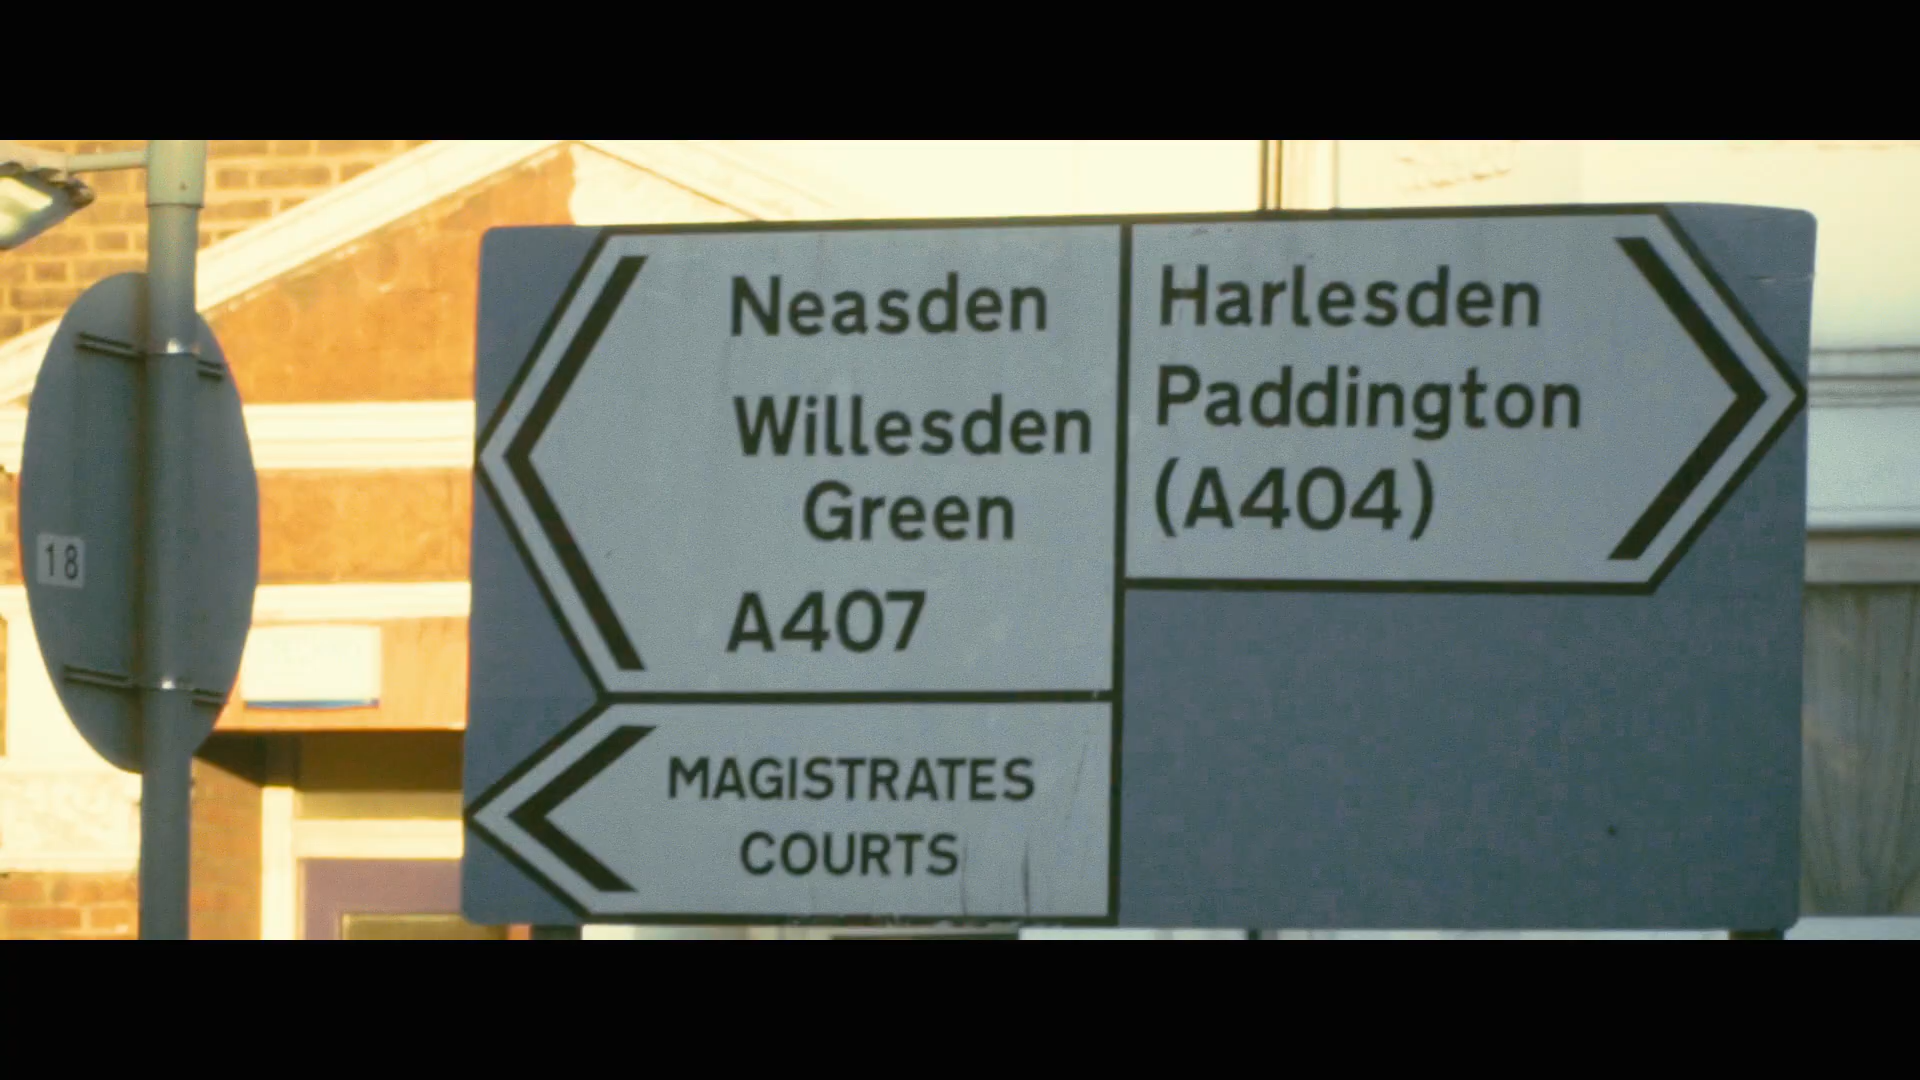 Neasden
Willesden
Green
A407
MAGISTRATES
COURTS
Harlesden
Paddington
(A404)
18